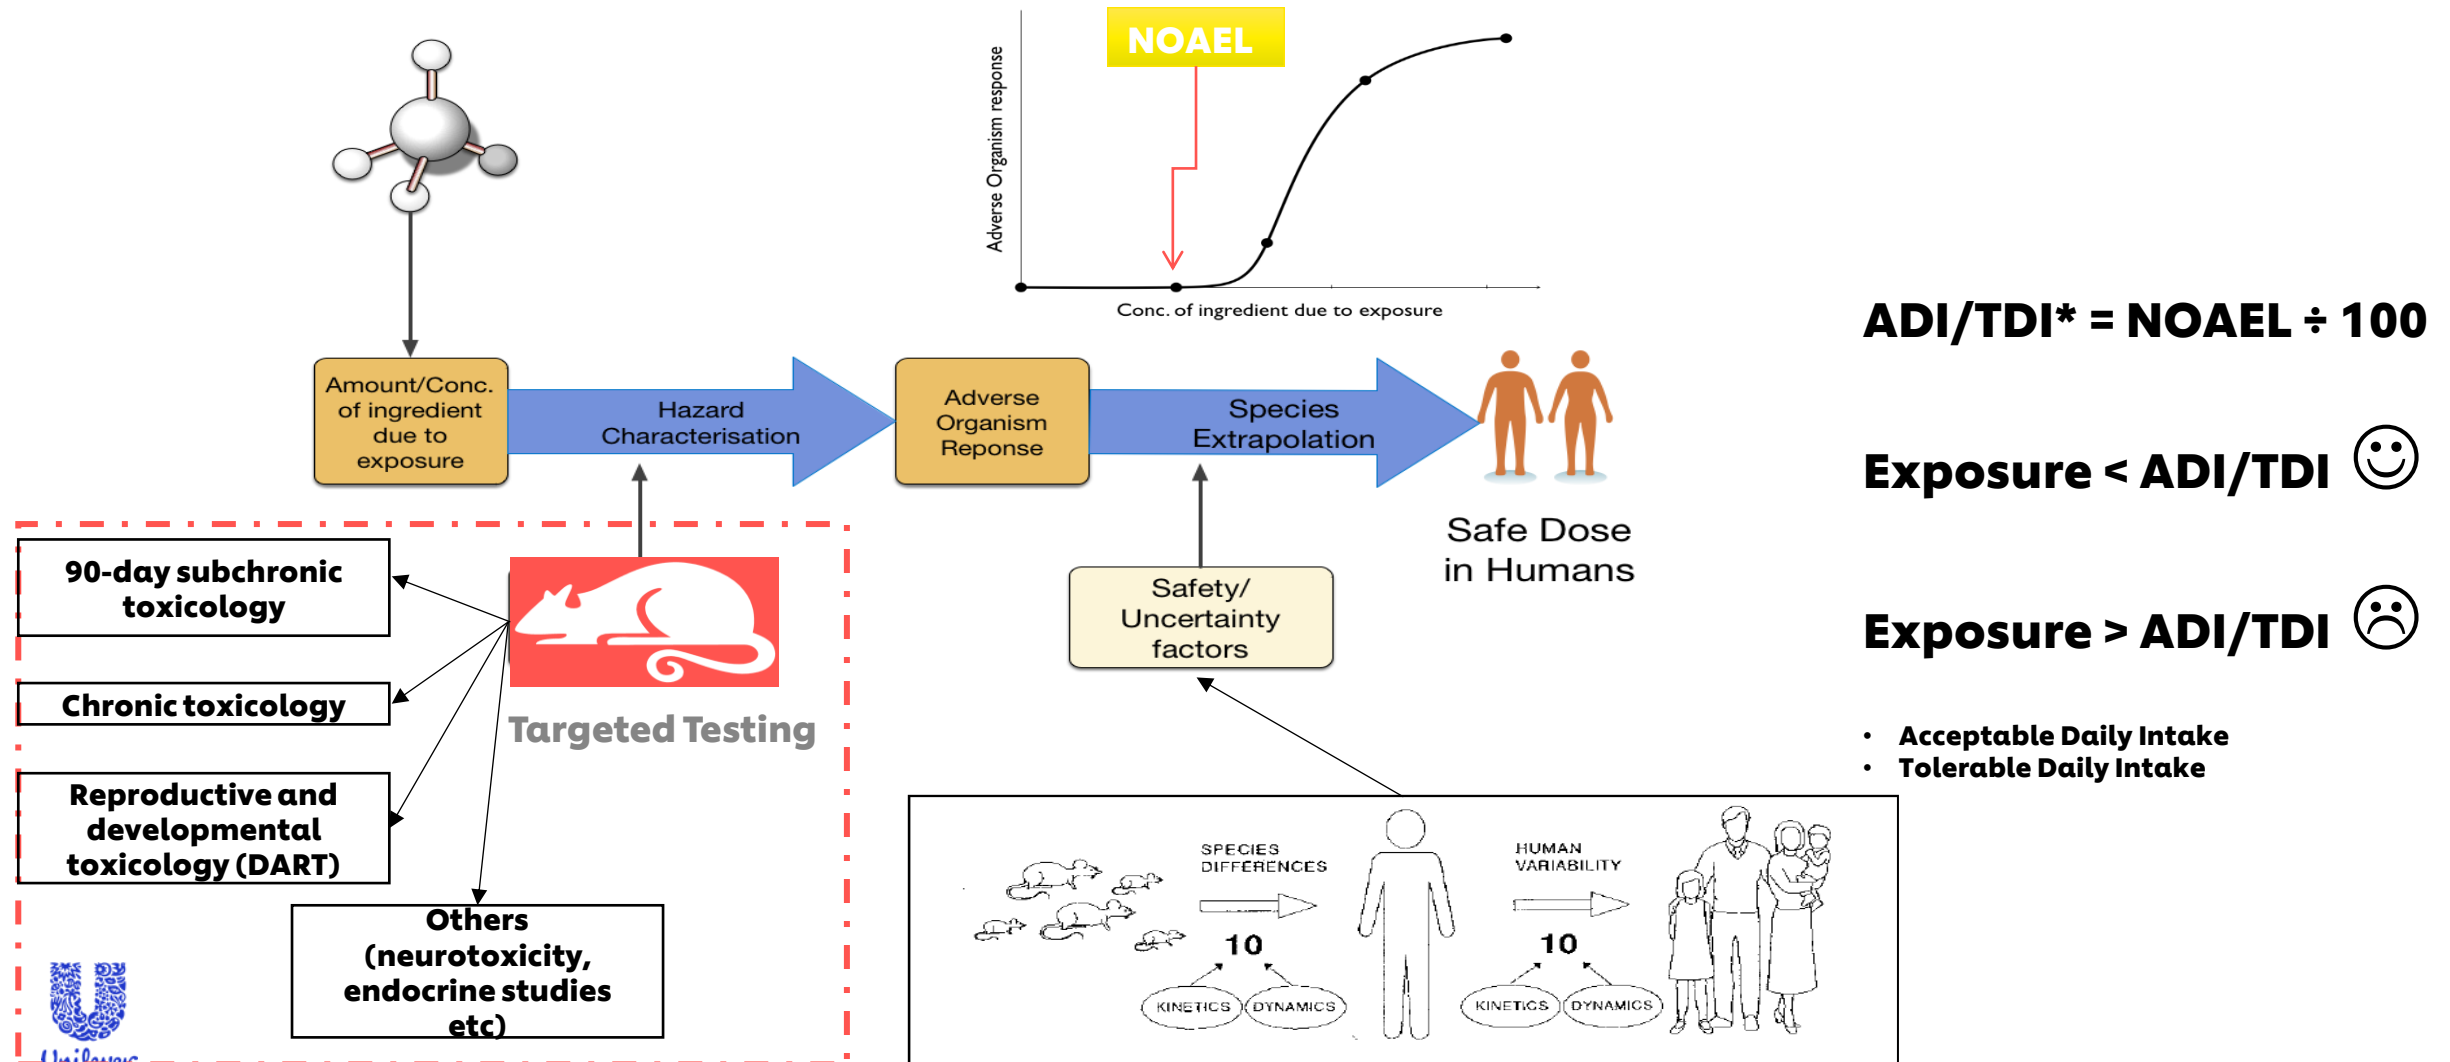 NOAEL
Adverse Organism response
Conc. of ingredient due to exposure
Amount/Conc.
of ingredient
due to
exposure
Hazard
Characterisation
Adverse
Organism
Reponse
Species
Extrapolation
Safe Dose
in Humans
Safety/
Uncertainty
factors
90-day subchronic
toxicology
Chronic toxicology
Reproductive and
developmental
toxicology (DART)
Others
(neurotoxicity,
endocrine studies
etc)
Targeted Testing
SPECIES
DIFFERENCES
10
KINETICS
DYNAMICS
HUMAN
VARIABILITY
10
KINETICS
DYNAMICS
ADI/TDI* = NOAEL ÷ 100
Exposure < ADI/TDI
Exposure > ADI/TDI
• Acceptable Daily Intake
• Tolerable Daily Intake
Unilever